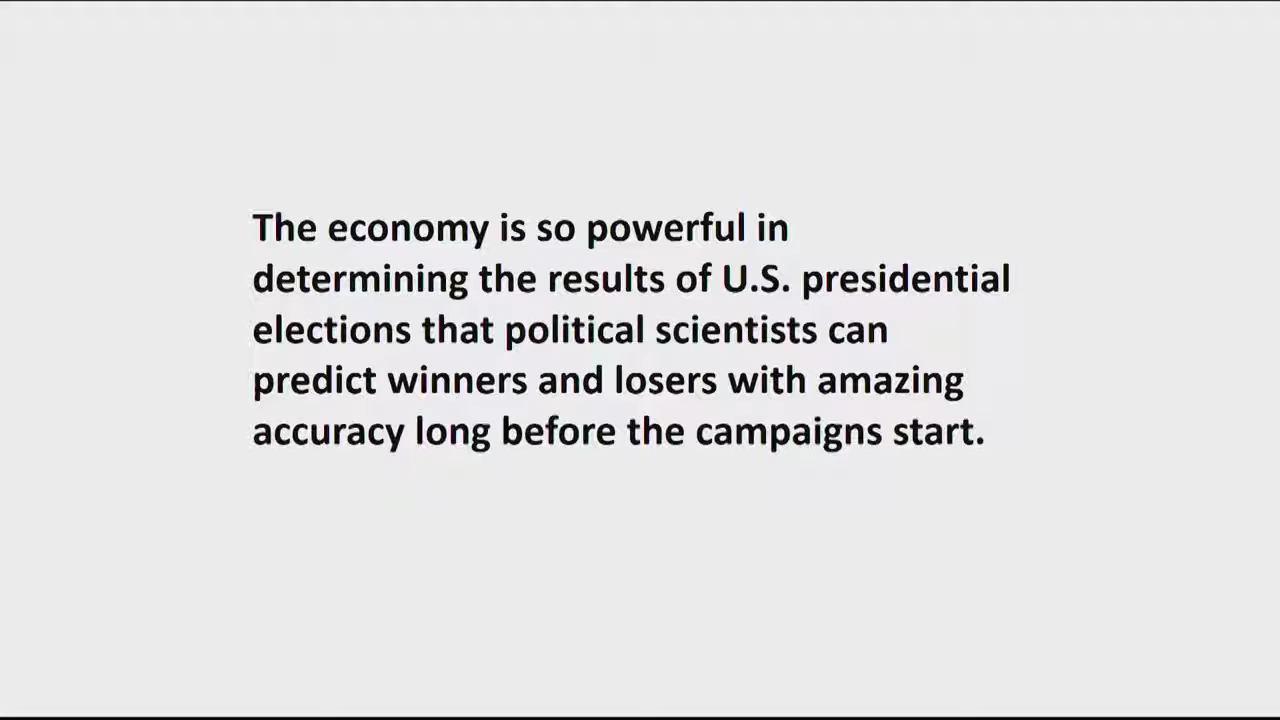 The economy is so powerful in
determining the results of U.S. presidential
elections that political scientists can
predict winners and losers with amazing
accuracy long before the campaigns start.